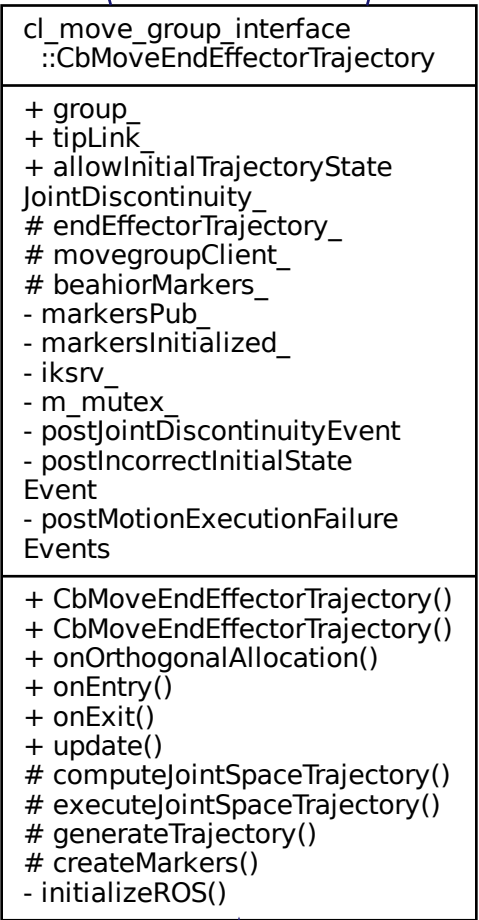 cl_move_group_interface
::CbMoveEndEffectorTrajectory
+ group_
+ tipLink_
+ allowInitialTrajectoryState
JointDiscontinuity_
# endEffectorTrajectory_
# movegroupClient_
# beahiorMarkers_
- markersPub_
- markersInitialized_
- iksrv_
- m_mutex_
- postJointDiscontinuityEvent
- postIncorrectInitialState
Event
- postMotionExecutionFailure
Events
+ CbMoveEndEffectorTrajectory()
+ CbMoveEndEffectorTrajectory()
+ onOrthogonalAllocation()
+ onEntry()
+ onExit()
+ update()
# computeJointSpaceTrajectory()
# executeJointSpaceTrajectory()
# generateTrajectory()
# createMarkers()
- initializeROS()